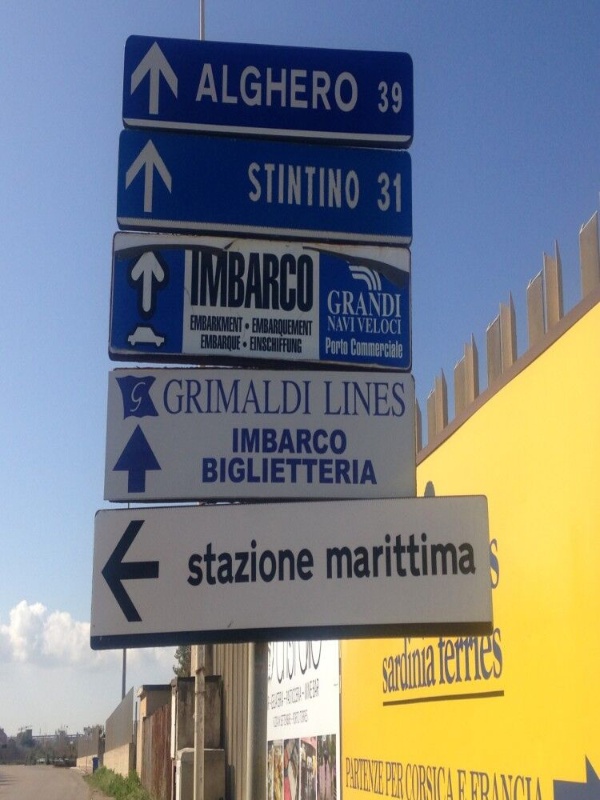 ALGHERO 39
STINTINO 31
IMBARCO
EMBARKMENT • EMBARQUEMENT
EMBARQUE • EINSCHIFFUNG
GRANDI
NAVI VELOCI
Porto Commerciale
G GRIMALDI LINES
IMBARCO
BIGLIETTERIA
stazione marittima
sardinia ferries
PARTENZE PER CORSICA E FRANCIA